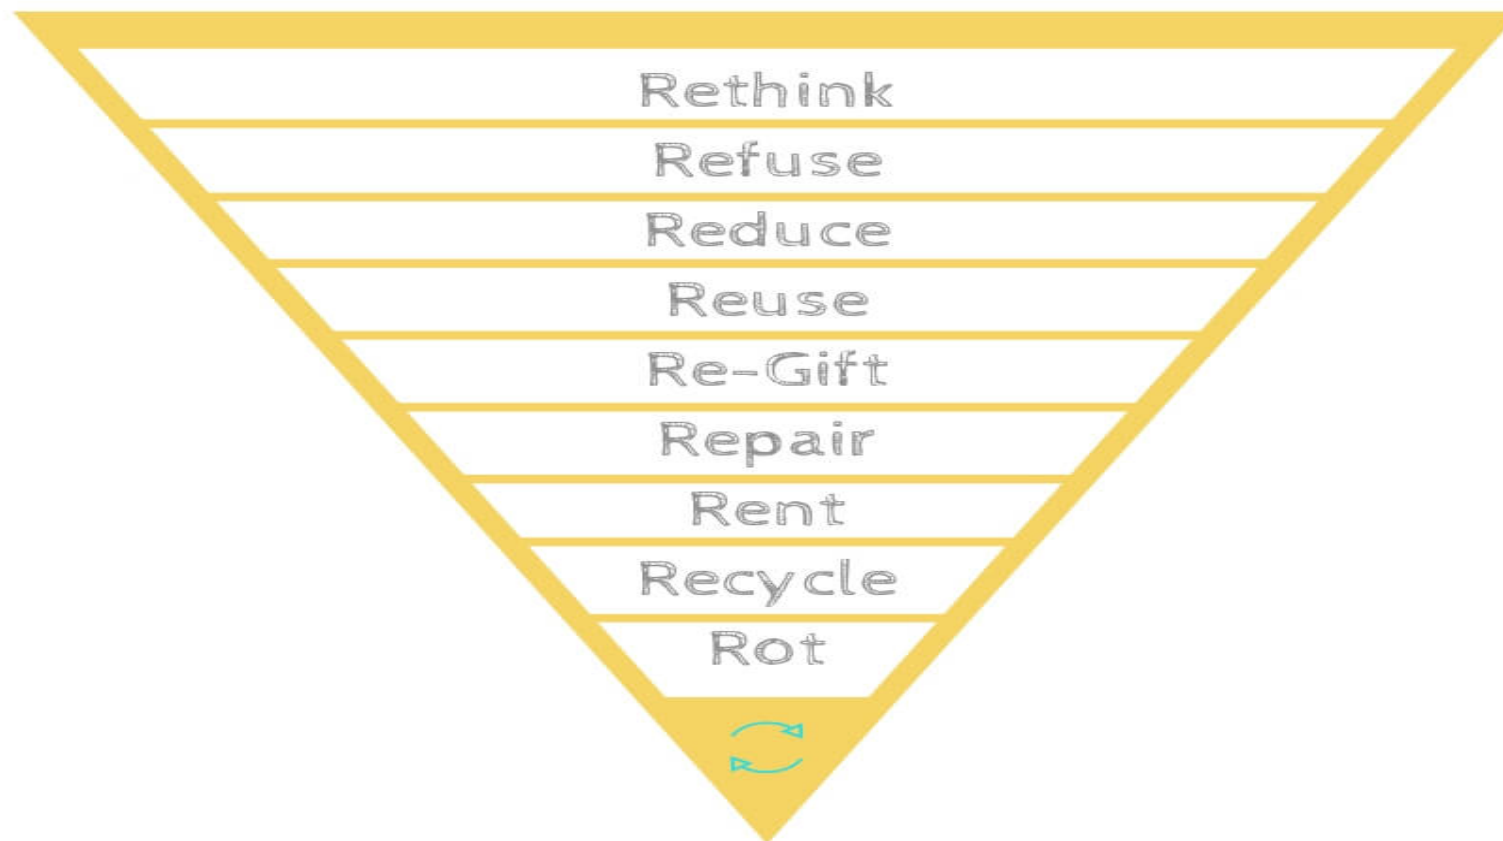 Rethink
Refuse
Reduce
Reuse
Re-Gift
Repair
Rent
Recycle
Rot